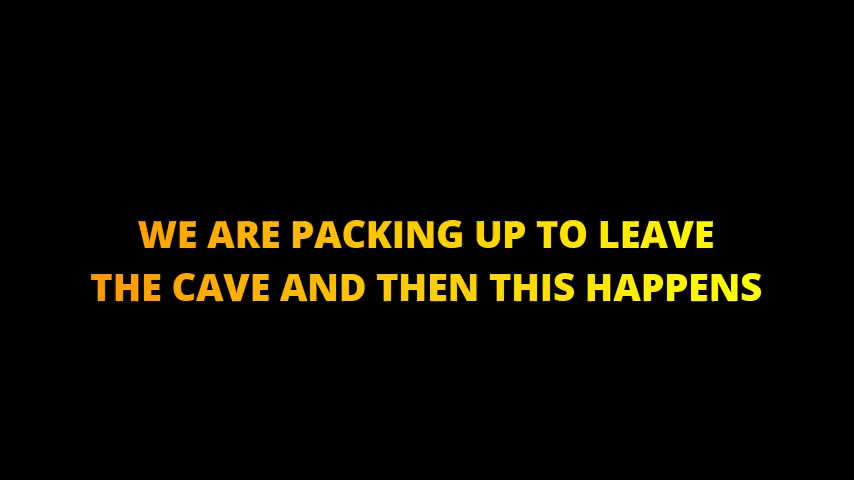 WE ARE PACKING UP TO LEAVE
THE CAVE AND THEN THIS HAPPENS